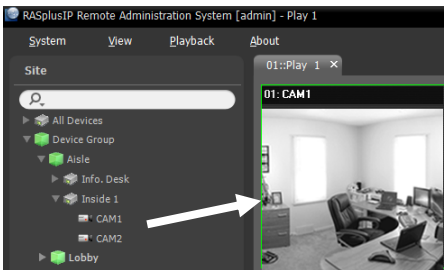 RASplusIP Remote Administration System [admin] - Play 1
System View Playback About
Site
01::Play 1 ×
01: CAM1
All Devices
Device Group
Aisle
Info. Desk
Inside 1
CAM1
CAM2
Lobby